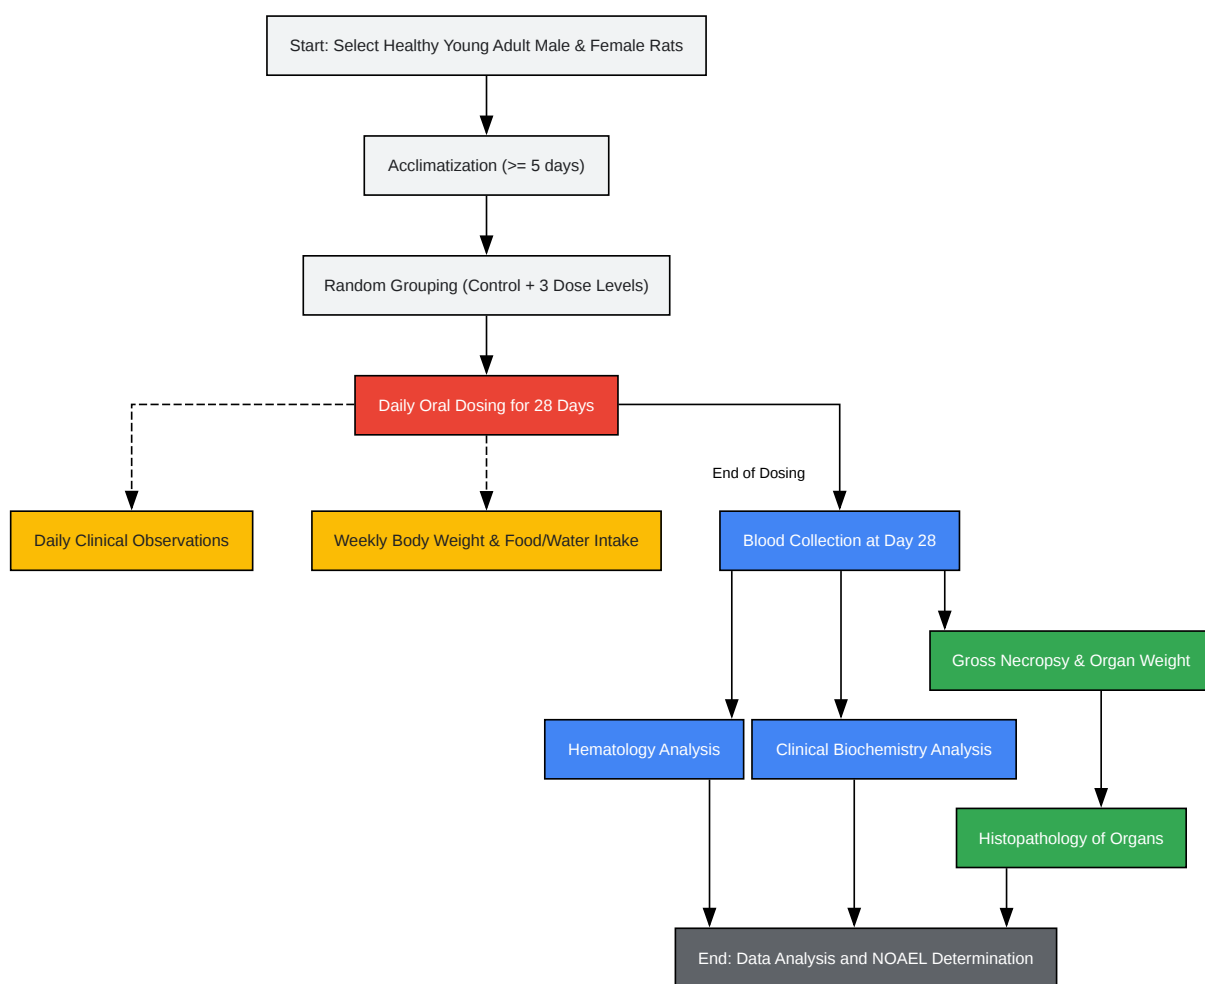 Start: Select Healthy Young Adult Male & Female Rats
Acclimatization (>= 5 days)
Random Grouping (Control + 3 Dose Levels)
Daily Oral Dosing for 28 Days
End of Dosing
Daily Clinical Observations
Weekly Body Weight & Food/Water Intake
Blood Collection at Day 28
Gross Necropsy & Organ Weight
Hematology Analysis
Clinical Biochemistry Analysis
Histopathology of Organs
End: Data Analysis and NOAEL Determination